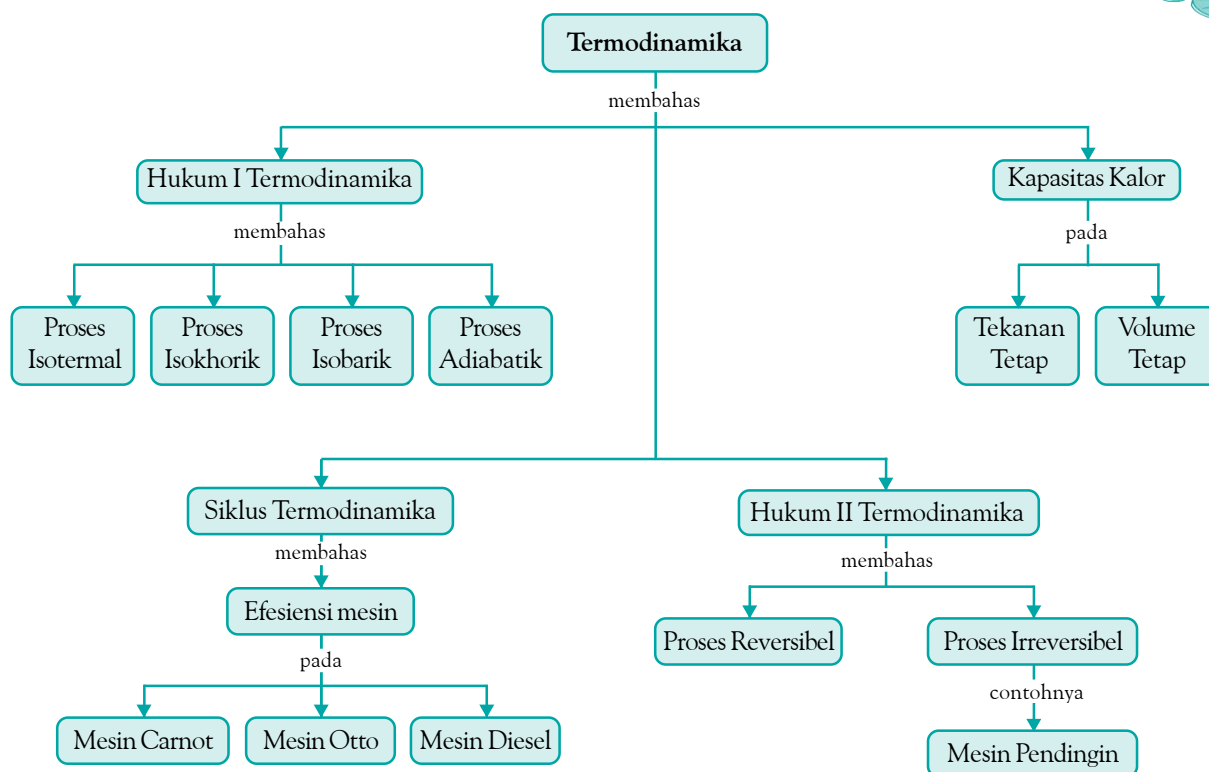 Termodinamika
membahas
Hukum I Termodinamika
Kapasitas Kalor
membahas
pada
Proses
Isotermal
Proses
Isokhorik
Proses
Isobarik
Proses
Adiabatik
Tekanan
Tetap
Volume
Tetap
Siklus Termodinamika
Hukum II Termodinamika
membahas
membahas
Efesiensi mesin
Proses Reversibel
Proses Irreversibel
pada
contohnya
Mesin Carnot
Mesin Otto
Mesin Diesel
Mesin Pendingin